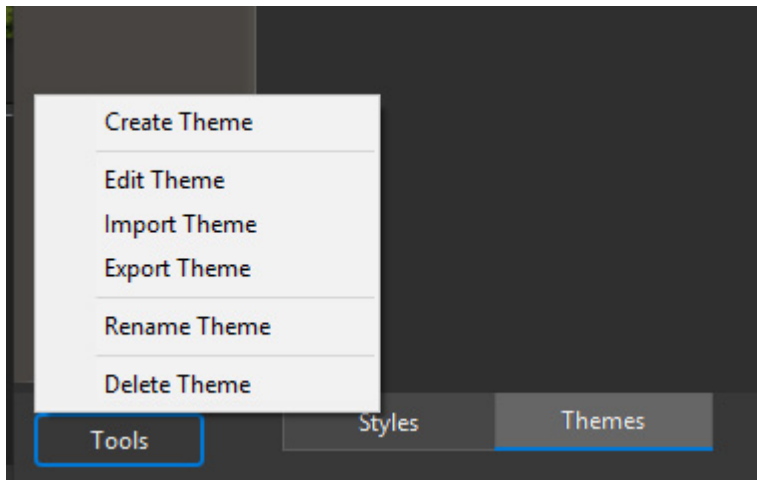 Create Theme
Edit Theme
Import Theme
Export Theme
Rename Theme
Delete Theme
Tools
Styles
Themes